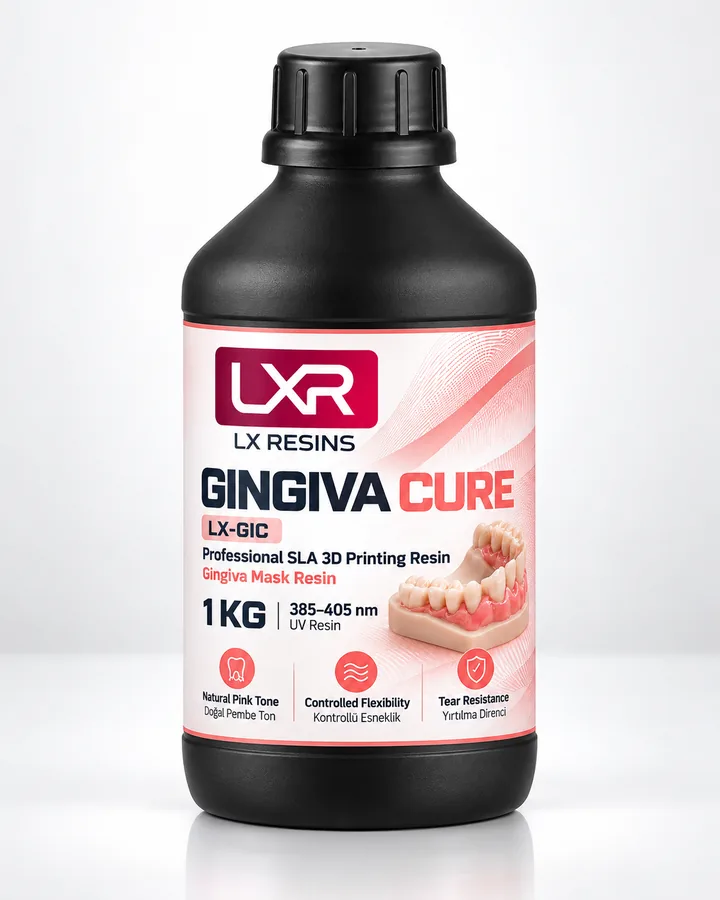 LXR
LX RESINS
GINGIVA CURE
LX-GIC
Professional SLA 3D Printing Resin
Gingiva Mask Resin
1 KG
385–405 nm
UV Resin
Natural Pink Tone
Doğal Pembe Ton
Controlled Flexibility
Kontrollü Esneklik
Tear Resistance
Yırtılma Direnci